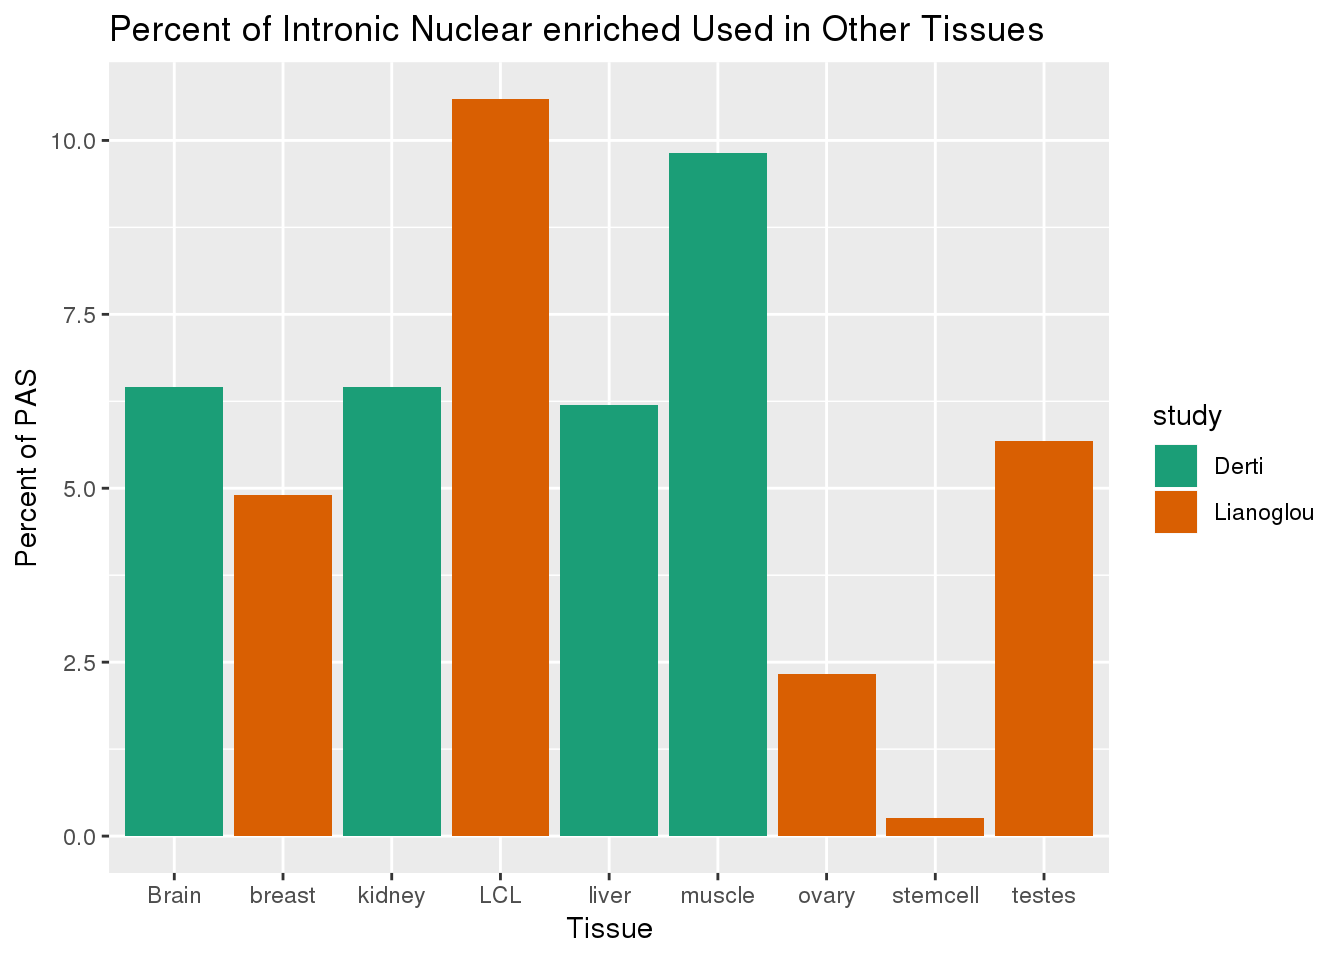 Percent of Intronic Nuclear enriched Used in Other Tissues
10.0
7.5
5.0
2.5
0.0
Percent of PAS
Brain breast kidney LCL liver muscle ovary stemcell testes
Tissue
study
Derti
Lianoglou